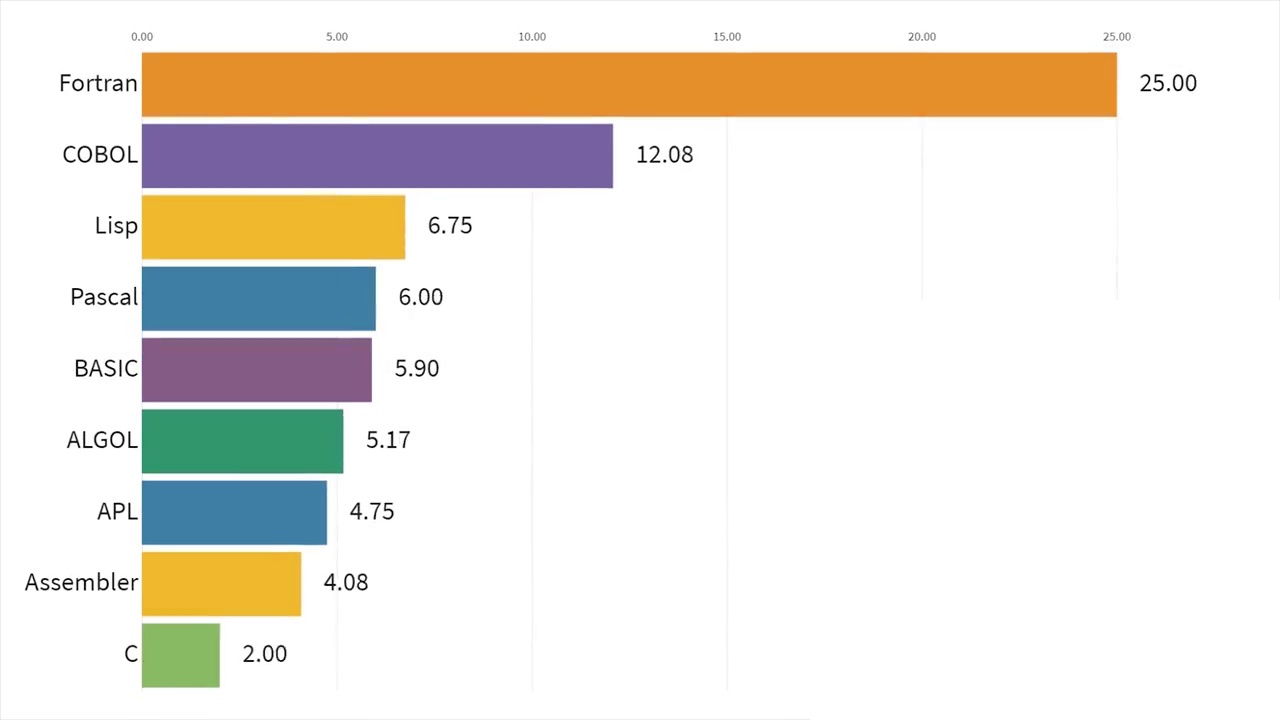 0.00 5.00 10.00 15.00 20.00 25.00
Fortran 25.00
COBOL 12.08
Lisp 6.75
Pascal 6.00
BASIC 5.90
ALGOL 5.17
APL 4.75
Assembler 4.08
C 2.00